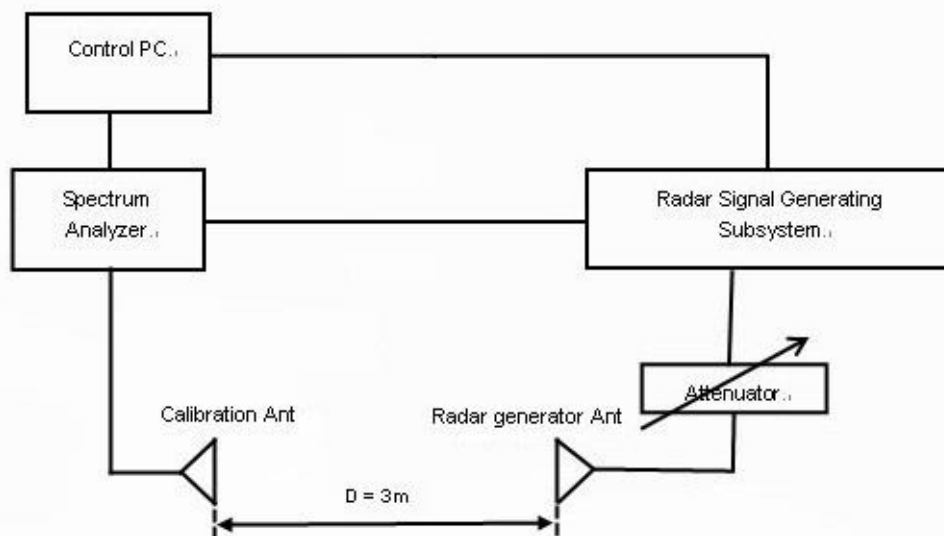 Control PC.
Spectrum
Analyzer.
Radar Signal Generating
Subsystem.
Attenuator.
Calibration Ant
Radar generator Ant
D = 3m